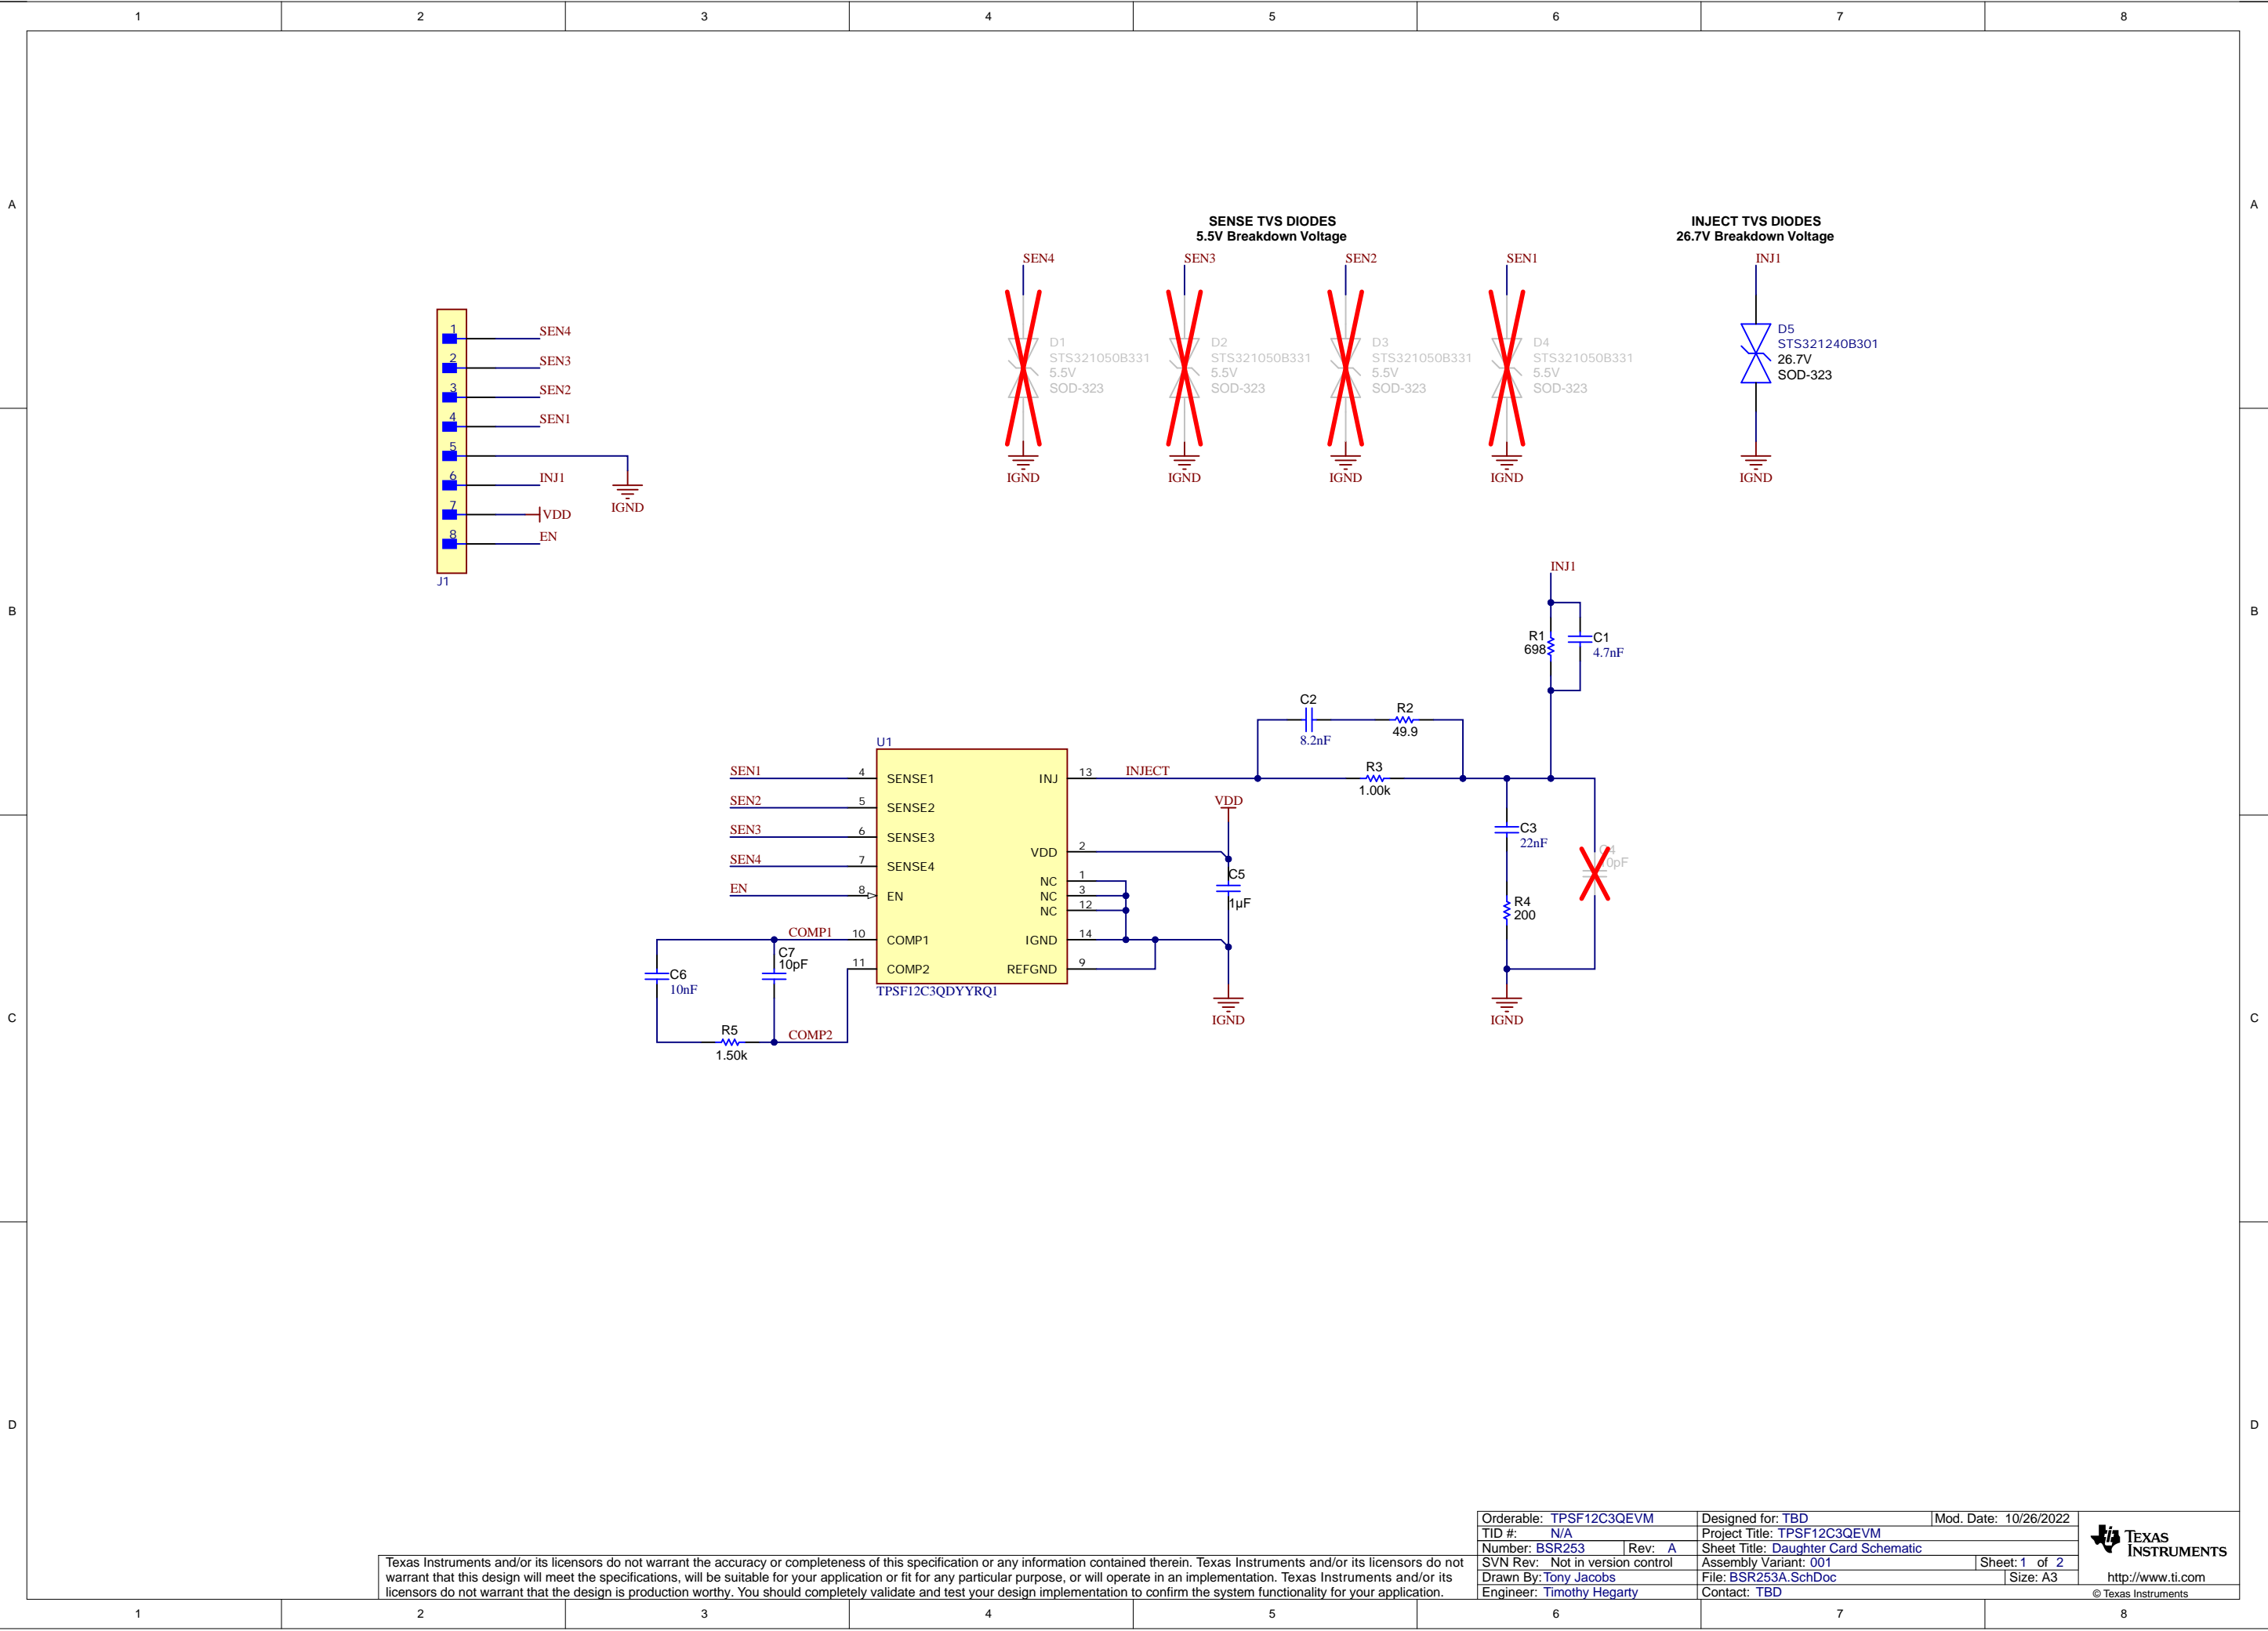 1 2 3 4 5 6 7 8
A A
SENSE TVS DIODES
5.5V Breakdown Voltage
INJECT TVS DIODES
26.7V Breakdown Voltage
SEN4 SEN3 SEN2 SEN1 INJ1
D1
STS321050B331
5.5V
SOD-323
D2
STS321050B331
5.5V
SOD-323
D3
STS321050B331
5.5V
SOD-323
D4
STS321050B331
5.5V
SOD-323
D5
STS321240B301
26.7V
SOD-323
IGND IGND IGND IGND IGND
1 SEN4
2 SEN3
3 SEN2
4 SEN1
5
6 INJ1
7 VDD
8 EN
IGND
J1
B B
INJ1
R1
698
C1
4.7nF
C2
8.2nF
R2
49.9
R3
1.00k
U1
SEN1 4 SENSE1
SEN2 5 SENSE2
SEN3 6 SENSE3
SEN4 7 SENSE4
EN 8 EN
COMP1 10 COMP1
11 COMP2
INJ 13 INJECT
VDD 2
NC 1
NC 3
NC 12
IGND 14
REFGND 9
TPSF12C3QDYYRQ1
VDD
C5
1µF
IGND
C3
22nF
R4
200
IGND
C6
10nF
C7
10pF
R5
1.50k
COMP2
C C
D D
Texas Instruments and/or its licensors do not warrant the accuracy or completeness of this specification or any information contained therein. Texas Instruments and/or its licensors do not
warrant that this design will meet the specifications, will be suitable for your application or fit for any particular purpose, or will operate in an implementation. Texas Instruments and/or its
licensors do not warrant that the design is production worthy. You should completely validate and test your design implementation to confirm the system functionality for your application.
Orderable: TPSF12C3QEVM Designed for: TBD Mod. Date: 10/26/2022
TID #: N/A Project Title: TPSF12C3QEVM
Number: BSR253 Rev: A Sheet Title: Daughter Card Schematic
SVN Rev: Not in version control Assembly Variant: 001 Sheet: 1 of 2
Drawn By: Tony Jacobs File: BSR253A.SchDoc Size: A3
Engineer: Timothy Hegarty Contact: TBD
TEXAS
INSTRUMENTS
http://www.ti.com
© Texas Instruments
1 2 3 4 5 6 7 8